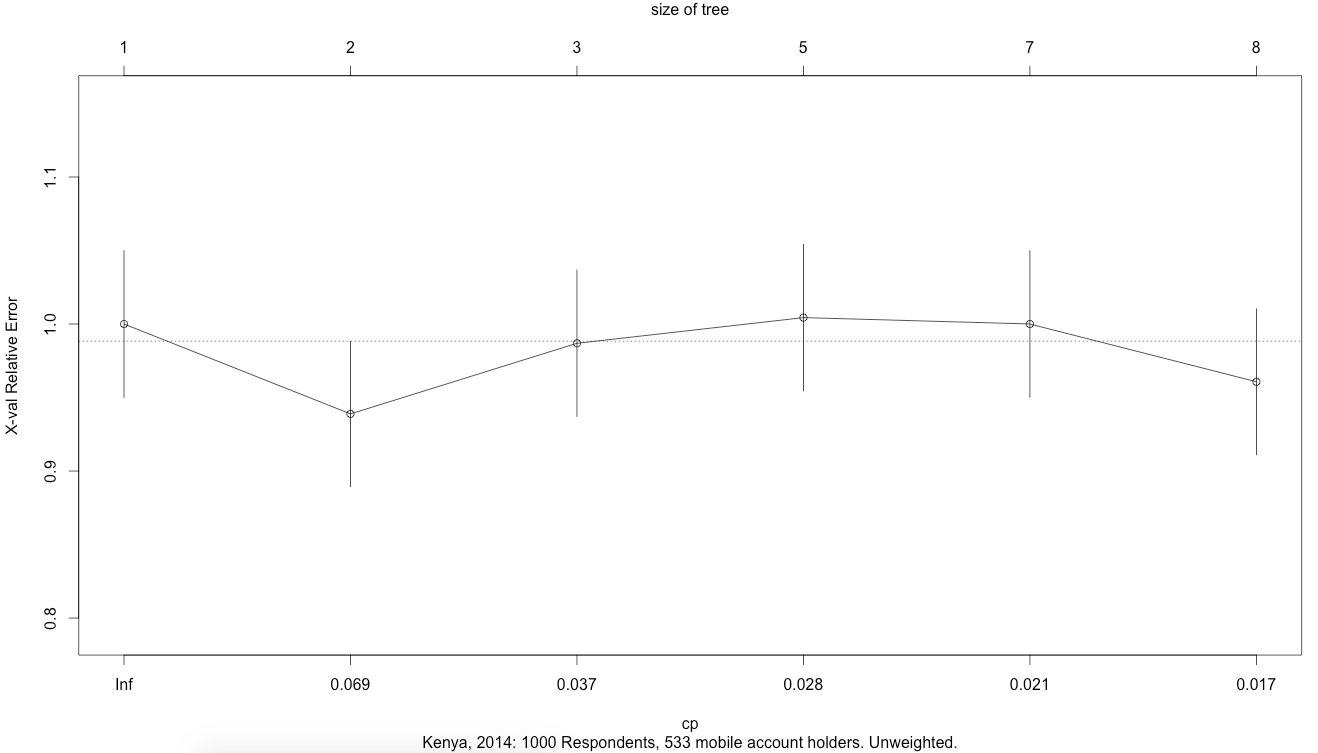 size of tree
1 2 3 5 7 8
X-val Relative Error
1.1
1.0
0.9
0.8
Inf 0.069 0.037 0.028 0.021 0.017
cp
Kenya, 2014: 1000 Respondents, 533 mobile account holders. Unweighted.